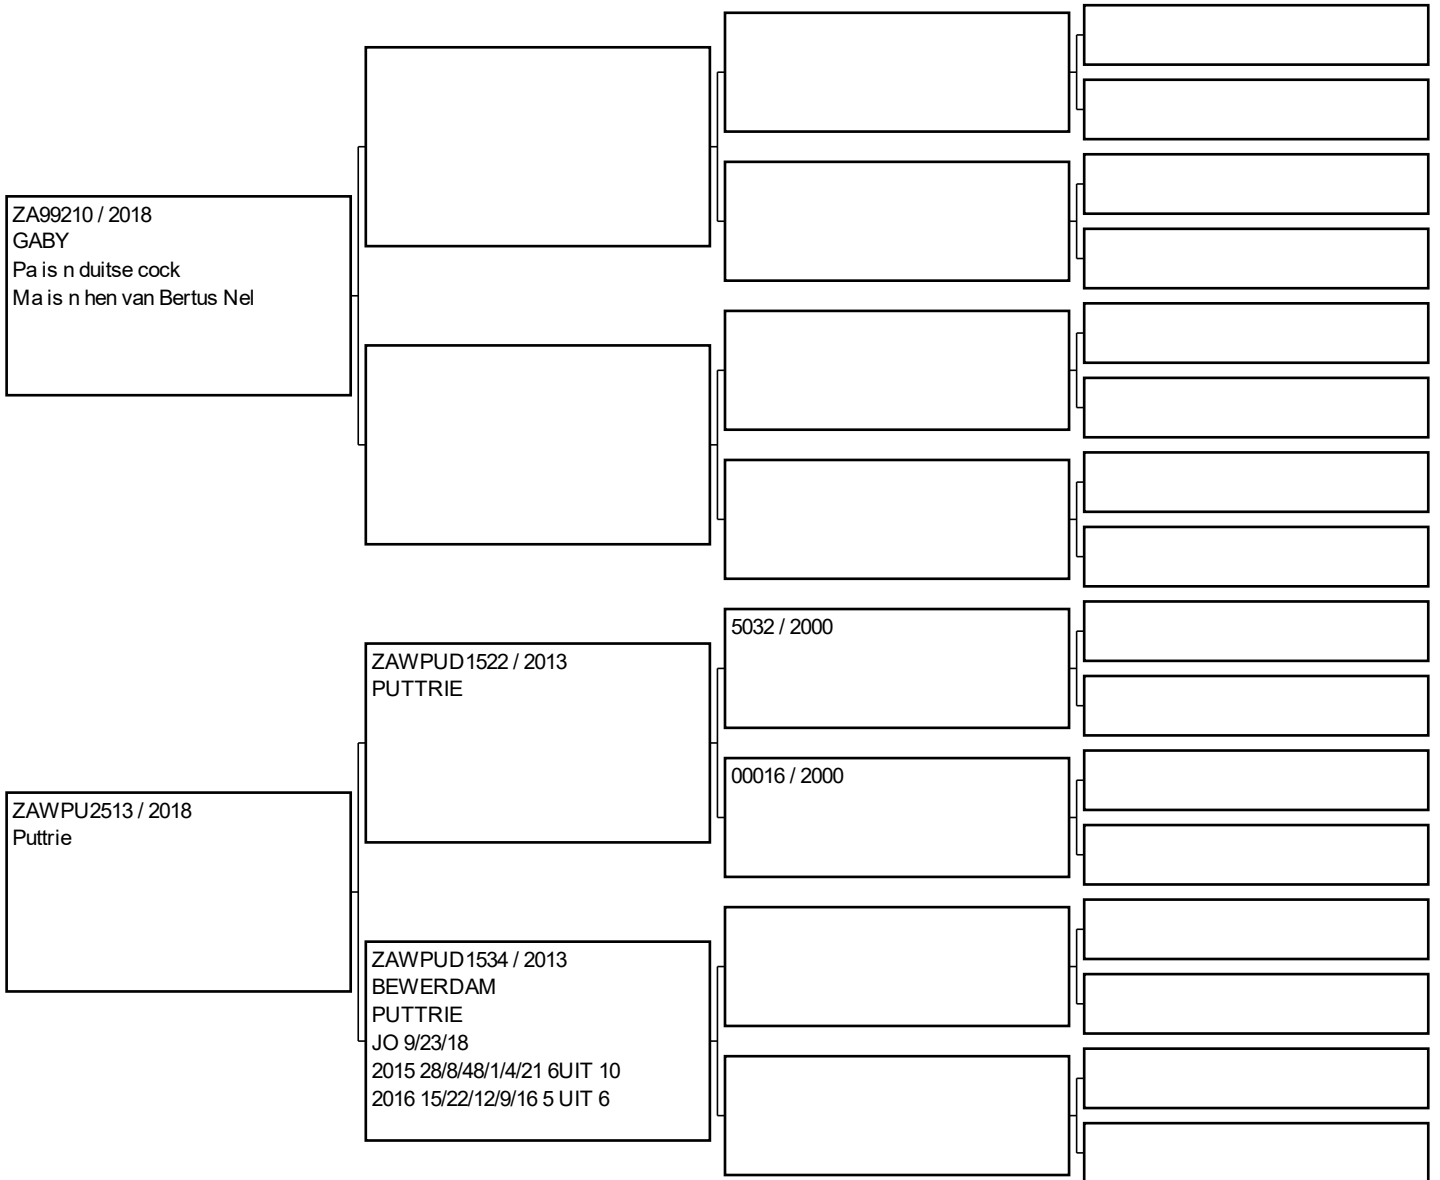 ZA99210 / 2018
GABY
Pa is n duitse cock
Ma is n hen van Bertus Nel
5032 / 2000
ZAWPUD1522 / 2013
PUTTRIE
00016 / 2000
ZAWPU2513 / 2018
Puttrie
ZAWPUD1534 / 2013
BEWERDAM
PUTTRIE
JO 9/23/18
2015 28/8/48/1/4/21 6UIT 10
2016 15/22/12/9/16 5 UIT 6